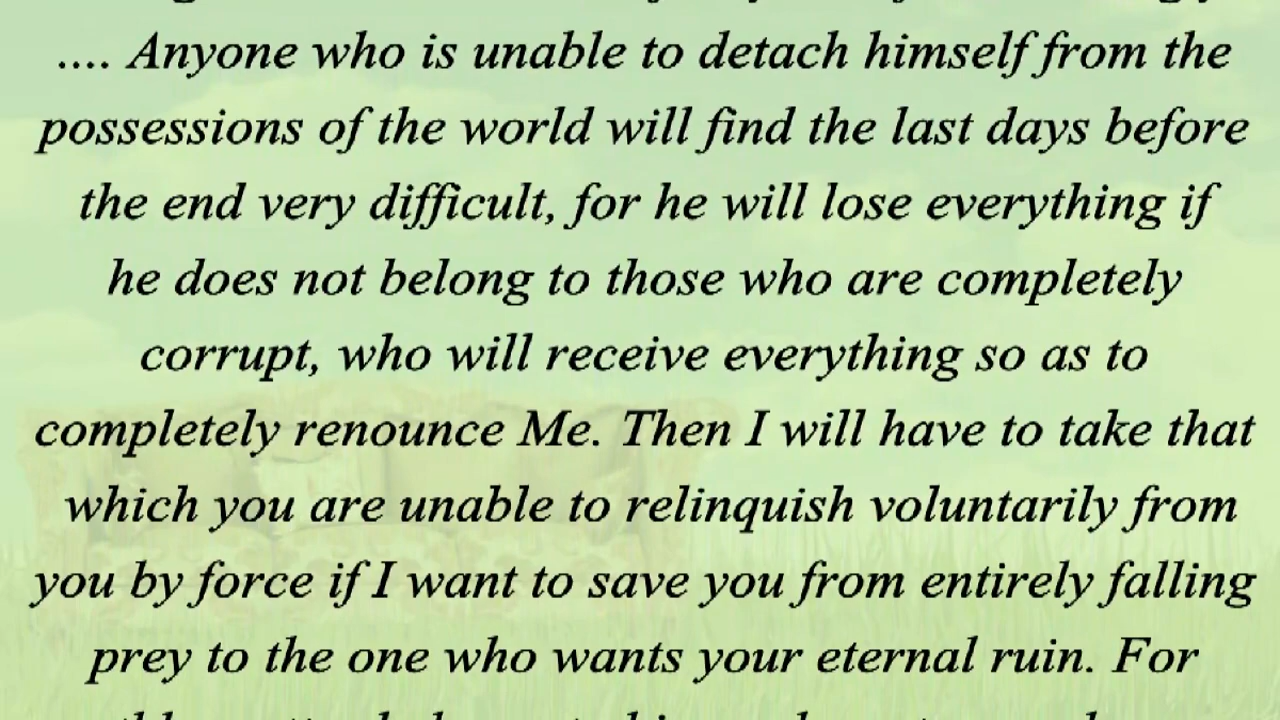 .... Anyone who is unable to detach himself from the
possessions of the world will find the last days before
the end very difficult, for he will lose everything if
he does not belong to those who are completely
corrupt, who will receive everything so as to
completely renounce Me. Then I will have to take that
which you are unable to relinquish voluntarily from
you by force if I want to save you from entirely falling
prey to the one who wants your eternal ruin. For